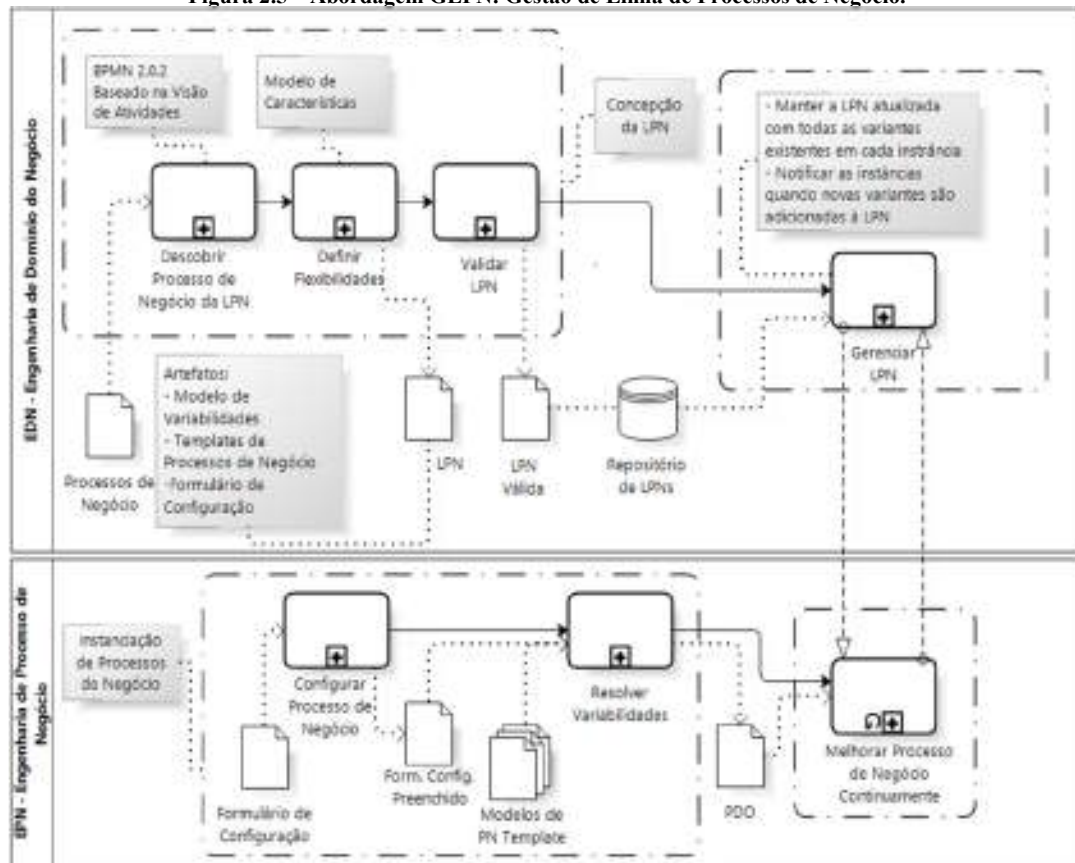 Figura 2.5 – Abordagem GLPN: Gestão de Linha de Processos de Negócio.
EDN - Engenharia de Domínio do Negócio
BPMN 2.0.2
Baseado na Visão
de Atividades
Modelo de
Características
Concepção
da LPN
- Manter a LPN atualizada
com todas as variantes
existentes em cada instância
- Notificar as instâncias
quando novas variantes são
adicionadas à LPN
Descobrir
Processo de
Negócio da LPN
Definir
Flexibilidades
Validar
LPN
Gerenciar
LPN
Processos de
Negócio
Artefatos:
- Modelo de
Variabilidades
- Templates de
Processos de Negócio
-Formulário de
Configuração
LPN
LPN
Válida
Repositório
de LPNs
EPN - Engenharia de Processo de
Negócio
Instanciação
de Processos
do Negócio
Configurar
Processo de
Negócio
Resolver
Variabilidades
Formulário de
Configuração
Form. Config.
Preenchido
Modelos de
PN Template
PDO
Melhorar Processo
de Negócio
Continuamente